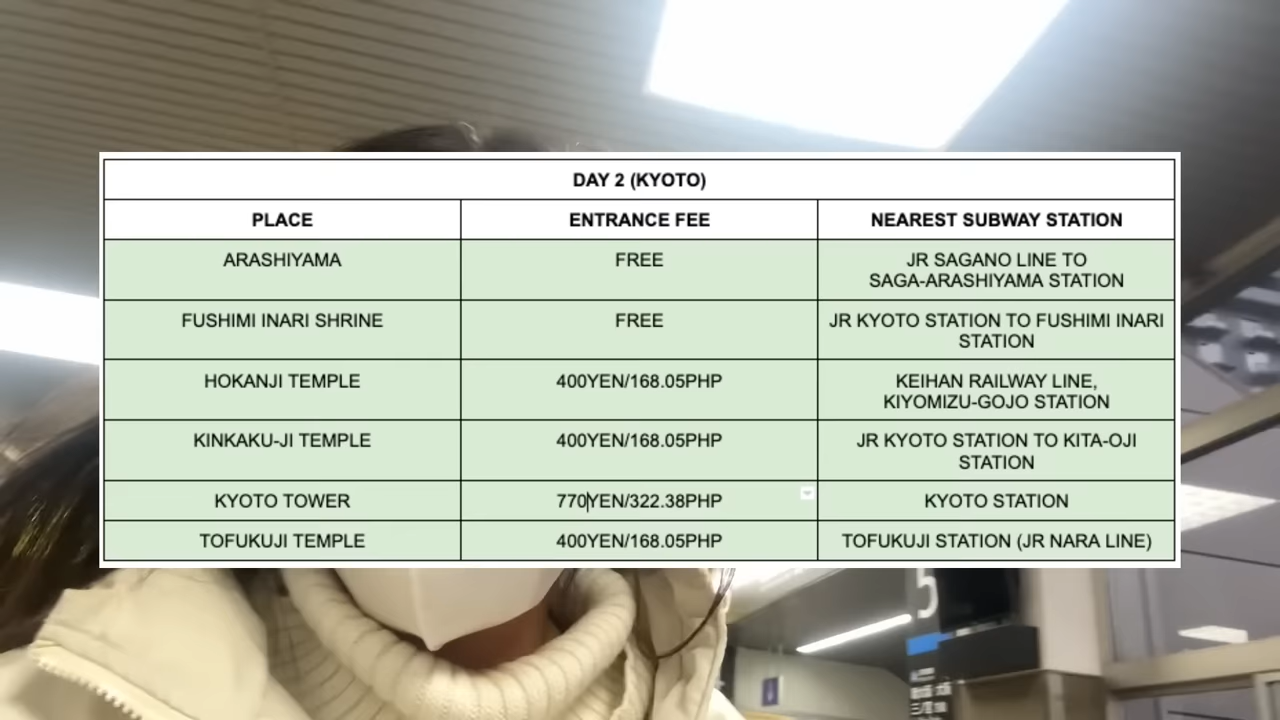 DAY 2 (KYOTO)
PLACE
ENTRANCE FEE
NEAREST SUBWAY STATION
ARASHIYAMA
FREE
JR SAGANO LINE TO
SAGA-ARASHIYAMA STATION
FUSHIMI INARI SHRINE
FREE
JR KYOTO STATION TO FUSHIMI INARI
STATION
HOKANJI TEMPLE
400YEN/168.05PHP
KEIHAN RAILWAY LINE,
KIYOMIZU-GOJO STATION
KINKAKU-JI TEMPLE
400YEN/168.05PHP
JR KYOTO STATION TO KITA-OJI
STATION
KYOTO TOWER
770YEN/322.38PHP
KYOTO STATION
TOFUKUJI TEMPLE
400YEN/168.05PHP
TOFUKUJI STATION (JR NARA LINE)
5